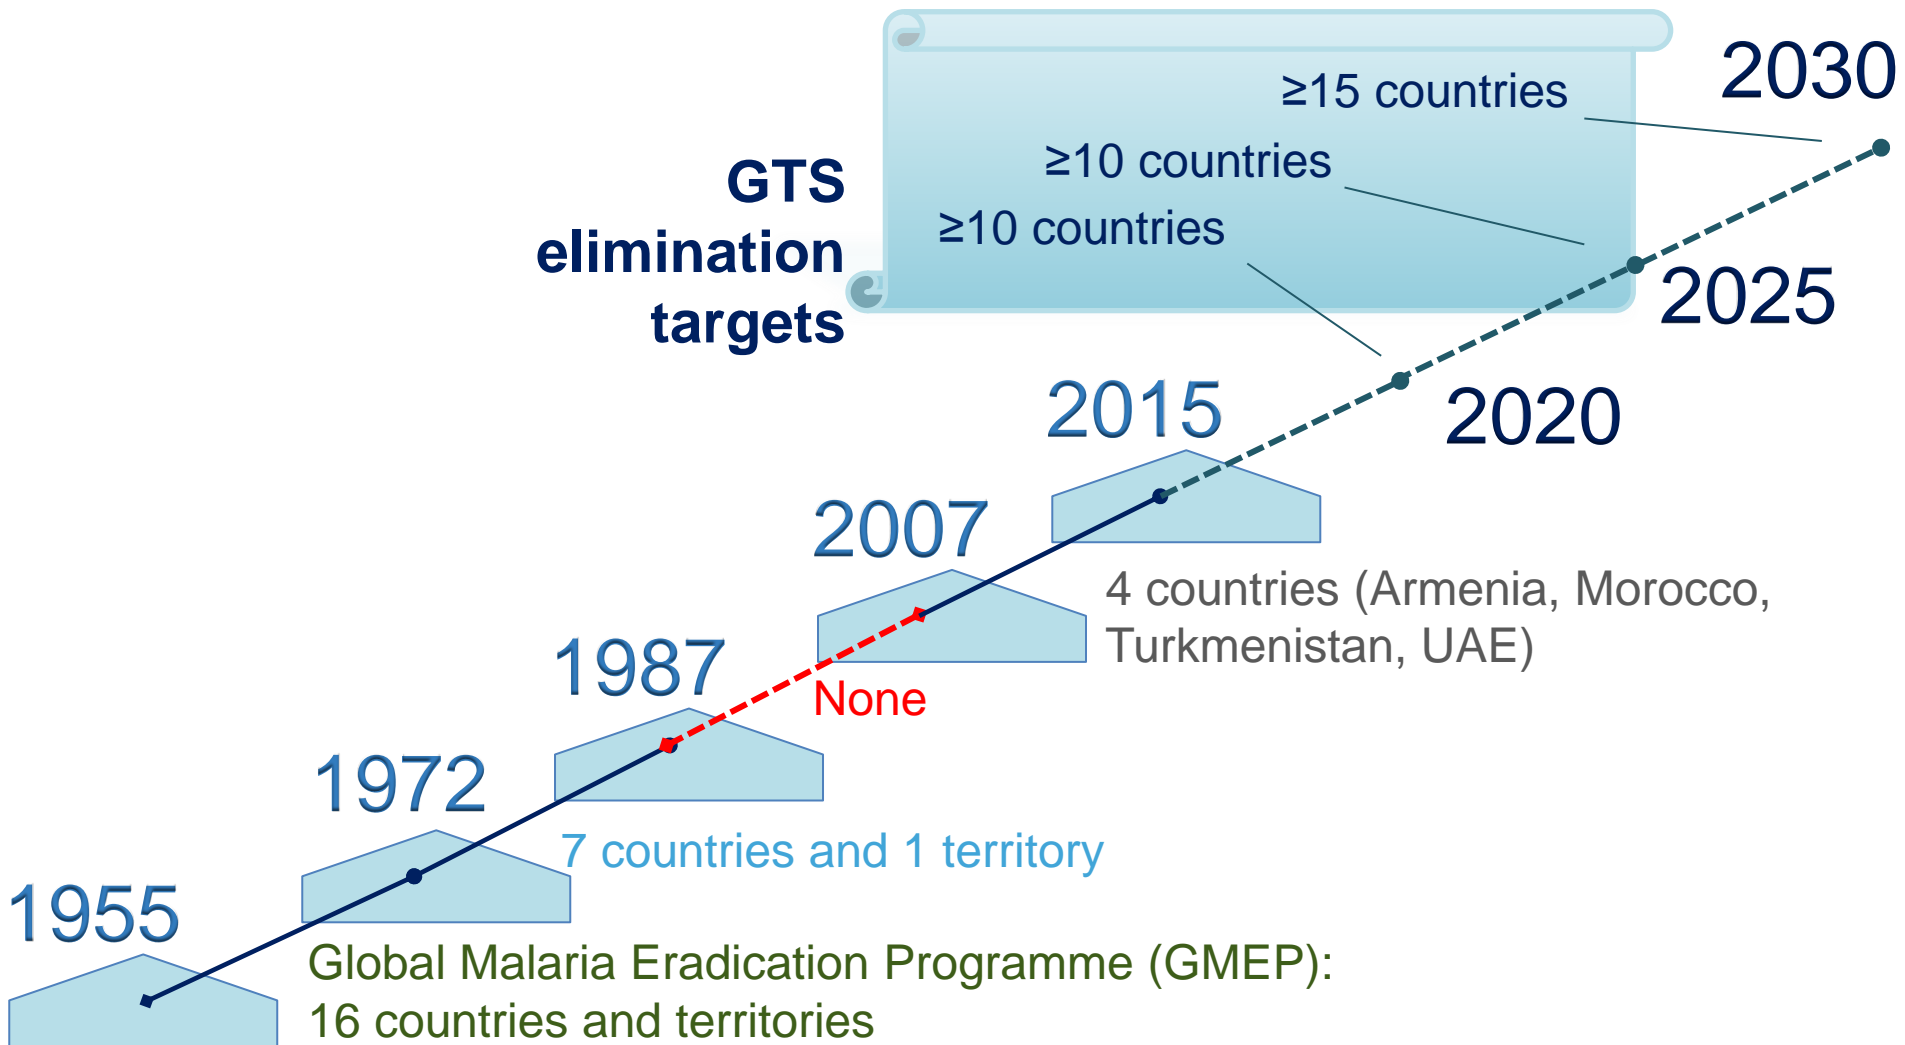 2030
≥15 countries
≥10 countries
≥10 countries
GTS
elimination
targets
2025
2020
2015
2007
4 countries (Armenia, Morocco,
Turkmenistan, UAE)
1987
None
1972
7 countries and 1 territory
1955
Global Malaria Eradication Programme (GMEP):
16 countries and territories